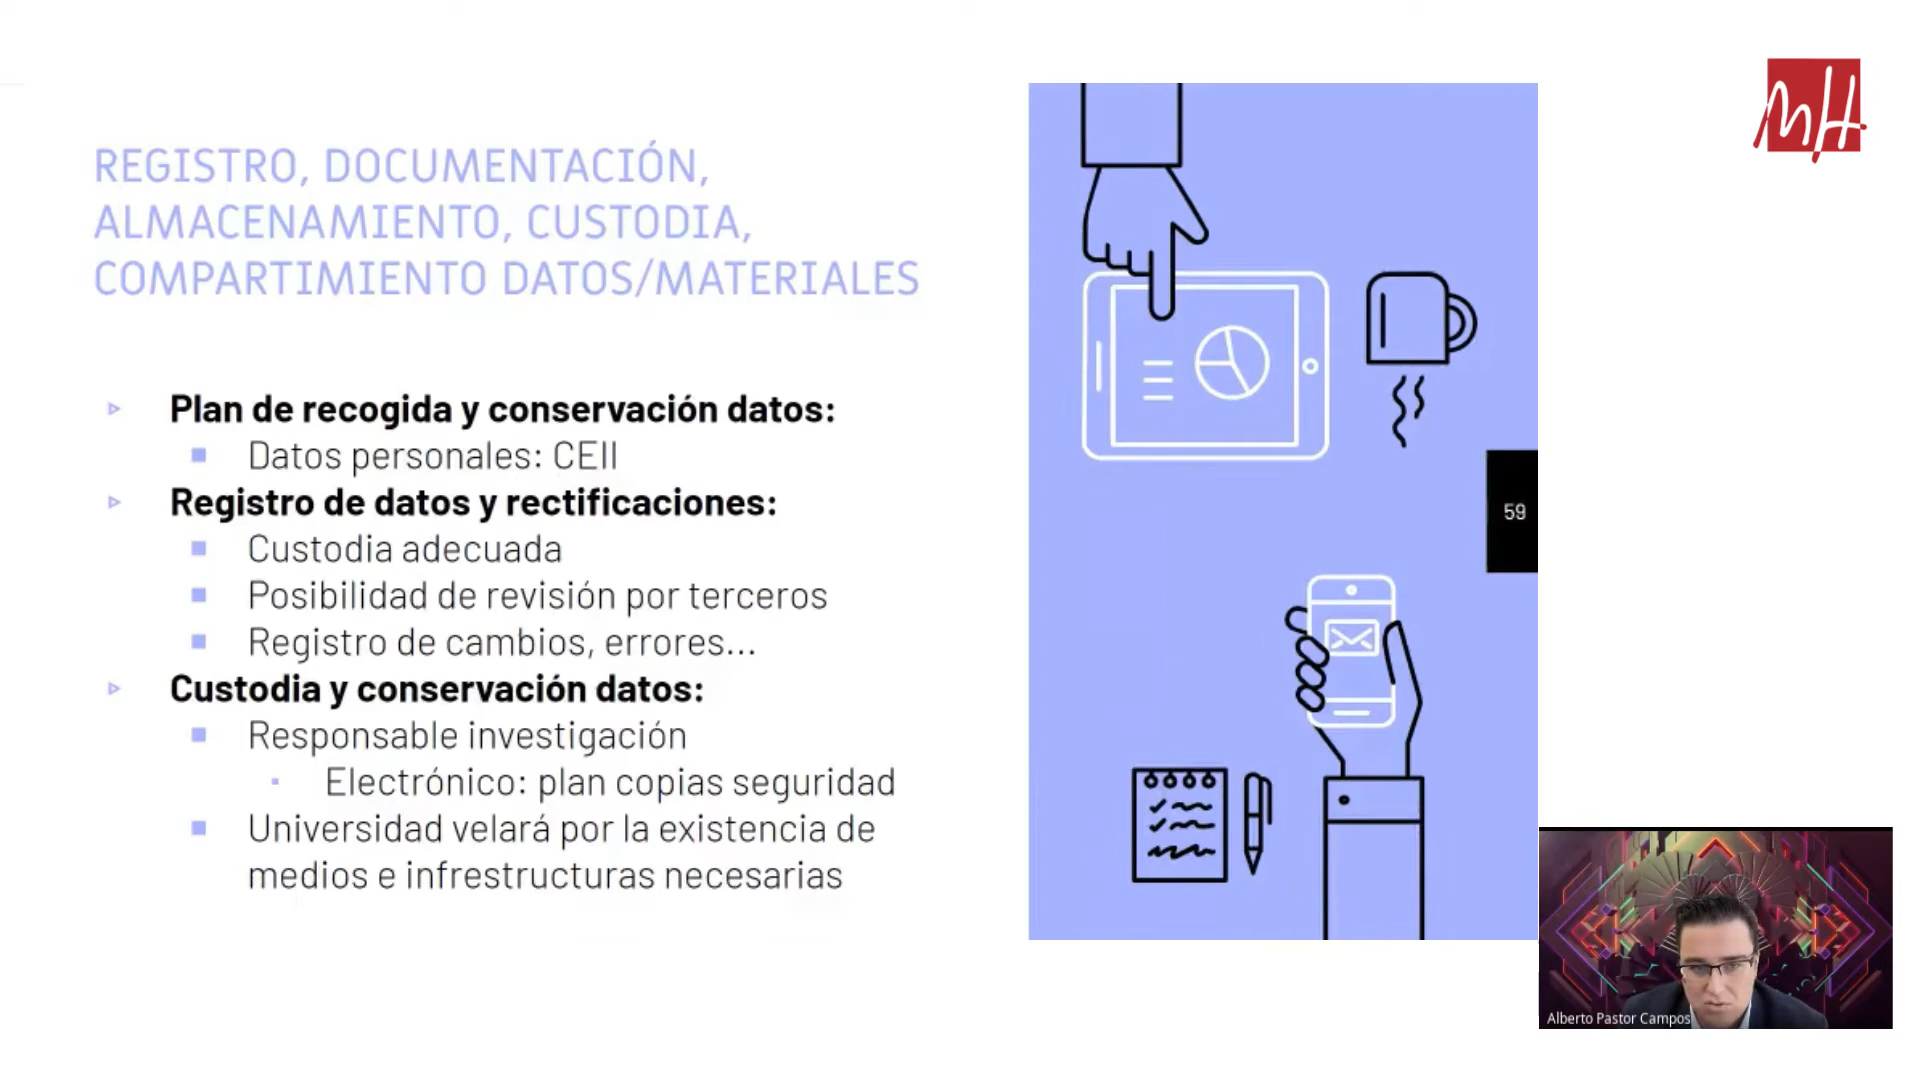 REGISTRO, DOCUMENTACIÓN,
ALMACENAMIENTO, CUSTODIA,
COMPARTIMIENTO DATOS/MATERIALES
Plan de recogida y conservación datos:
Datos personales: CEII
Registro de datos y rectificaciones:
Custodia adecuada
Posibilidad de revisión por terceros
Registro de cambios, errores...
Custodia y conservación datos:
Responsable investigación
Electrónico: plan copias seguridad
Universidad velará por la existencia de
medios e infrestructuras necesarias
59
MH
Alberto Pastor Campos